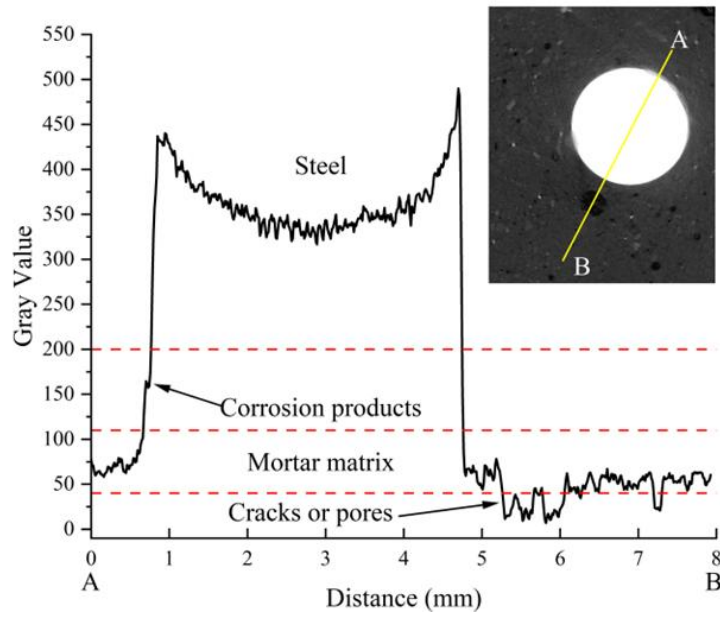 550
500
450
400
350
300
250
200
150
100
50
0
Gray Value
Steel
Corrosion products
Mortar matrix
Cracks or pores
A
B
0 1 2 3 4 5 6 7 8
A B
Distance (mm)